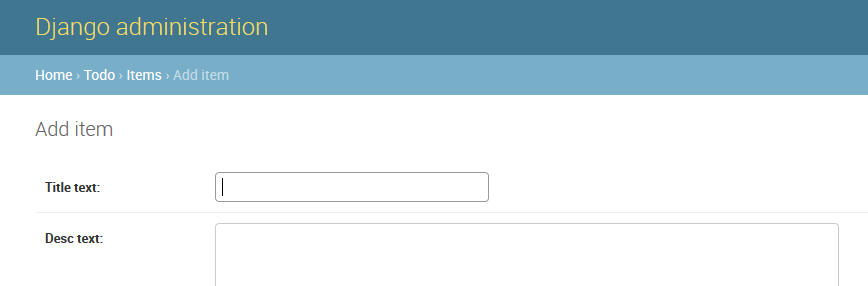 Django administration
Home › Todo › Items › Add item
Add item
Title text:
Desc text: